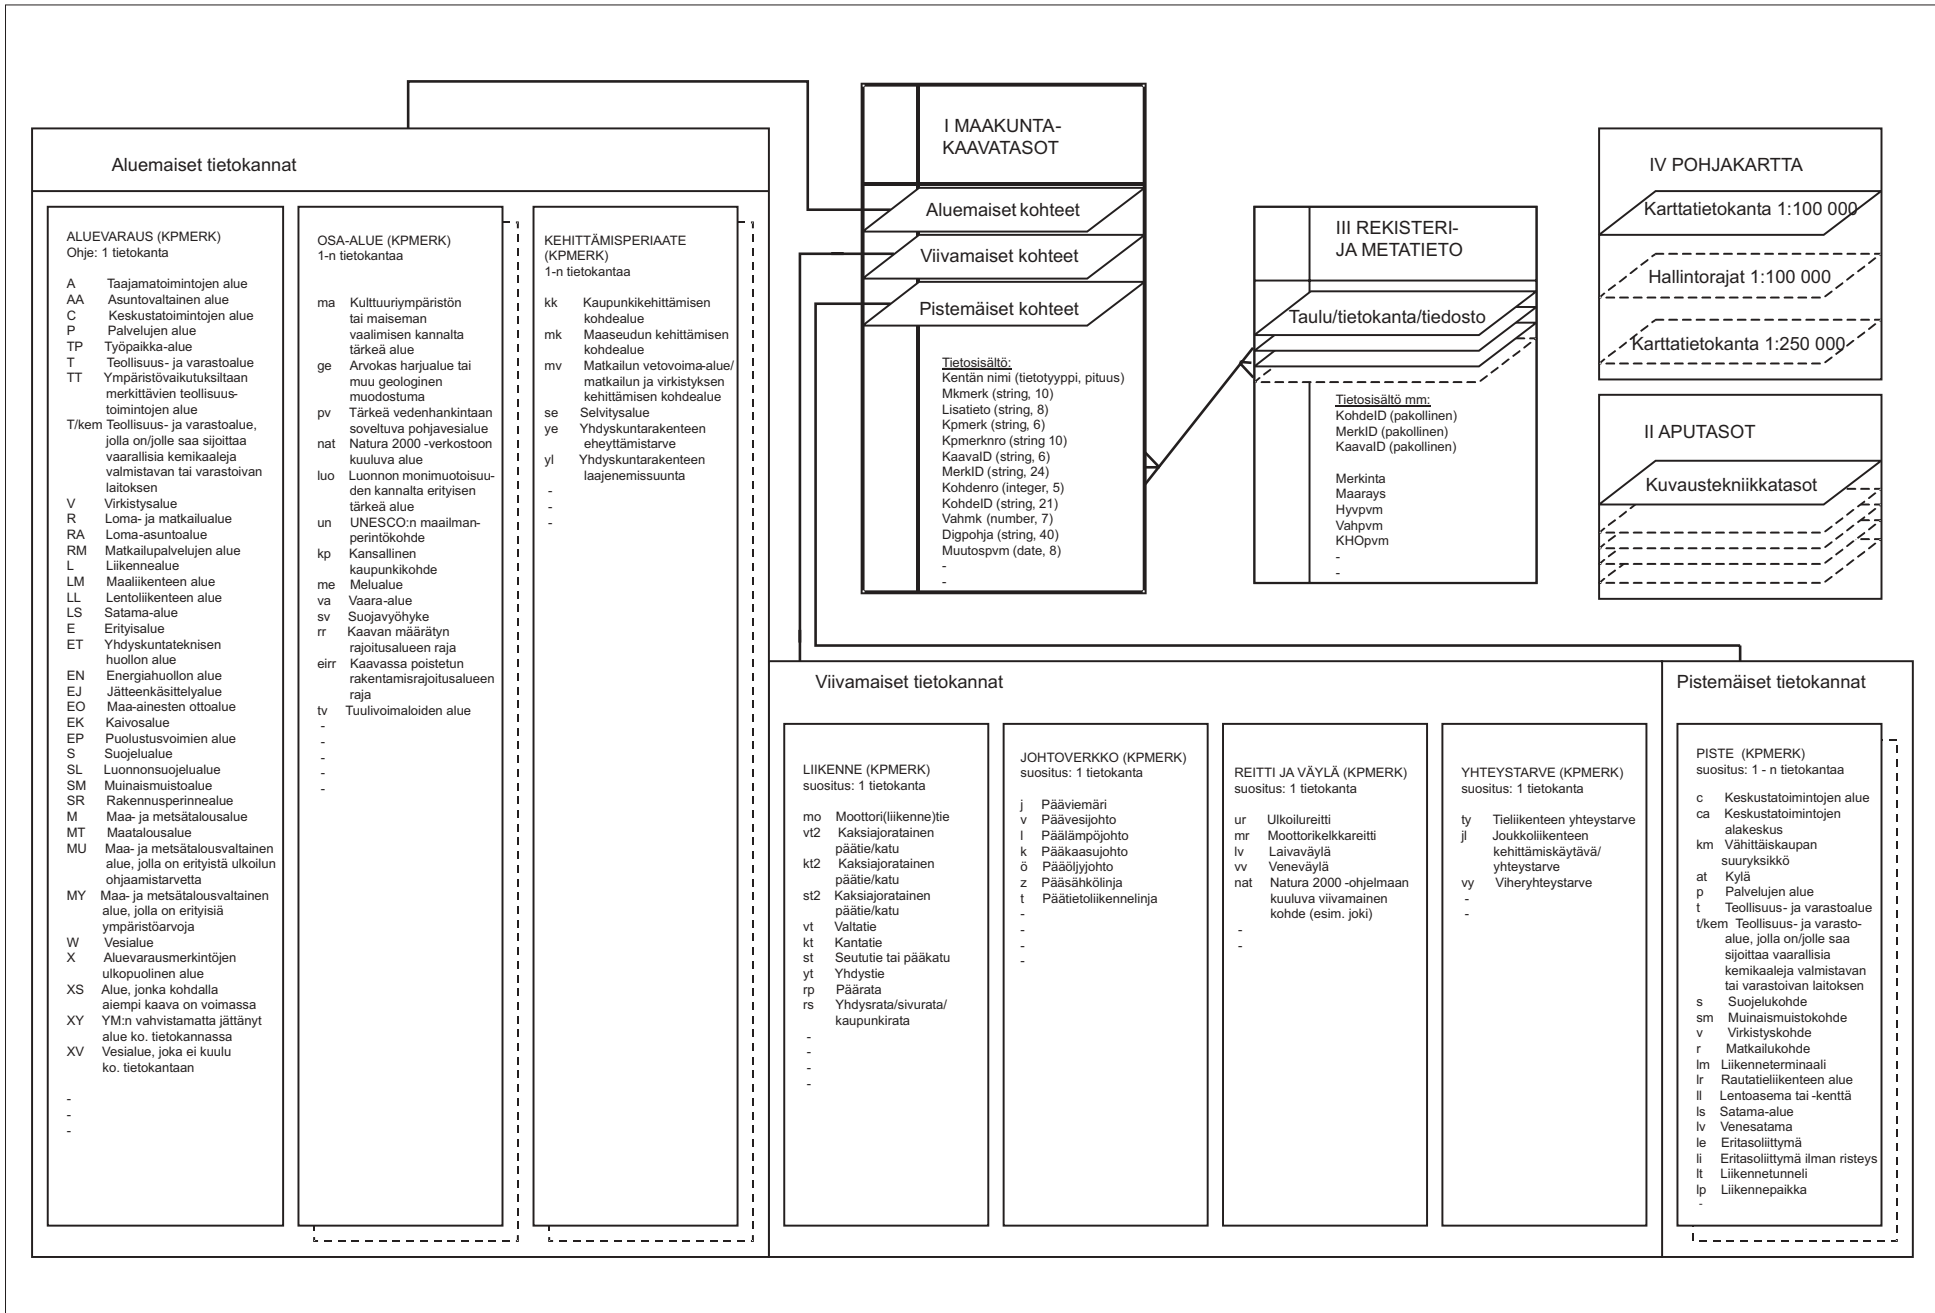 Aluemaiset tietokannat
ALUEVARAUS (KPMERK)
Ohje: 1 tietokanta
A Taajamatoimintojen alue
AA Asuntovaltainen alue
C Keskustatoimintojen alue
P Palvelujen alue
TP Työpaikka-alue
T Teollisuus- ja varastoalue
TT Ympäristövaikutuksiltaan
merkittävien teollisuus-
toimintojen alue
T/kem Teollisuus- ja varastoalue,
jolla on/jolle saa sijoittaa
vaarallisia kemikaaleja
valmistavan tai varastoivan
laitoksen
V Virkistysalue
R Loma- ja matkailualue
RA Loma-asuntoalue
RM Matkailupalvelujen alue
L Liikennealue
LM Maaliikenteen alue
LL Lentoliikenteen alue
LS Satama-alue
E Erityisalue
ET Yhdyskuntateknisen
huollon alue
EN Energiahuollon alue
EJ Jätteenkäsittelyalue
EO Maa-ainesten ottoalue
EK Kaivosalue
EP Puolustusvoimien alue
S Suojelualue
SL Luonnonsuojelualue
SM Muinaismuistoalue
SR Rakennusperinnealue
M Maa- ja metsätalousalue
MT Maatalousalue
MU Maa- ja metsätalousvaltainen
alue, jolla on erityistä ulkoilun
ohjaamistarvetta
MY Maa- ja metsätalousvaltainen
alue, jolla on erityisiä
ympäristöarvoja
W Vesialue
X Aluevarausmerkintöjen
ulkopuolinen alue
XS Alue, jonka kohdalla
aiempi kaava on voimassa
XY YM:n vahvistamatta jättänyt
alue ko. tietokannassa
XV Vesialue, joka ei kuulu
ko. tietokantaan
-
-
-
OSA-ALUE (KPMERK)
1-n tietokantaa
ma Kulttuuriympäristön
tai maiseman
vaalimisen kannalta
tärkeä alue
ge Arvokas harjualue tai
muu geologinen
muodostuma
pv Tärkeä vedenhankintaan
soveltuva pohjavesialue
nat Natura 2000 -verkostoon
kuuluva alue
luo Luonnon monimuotoisuu-
den kannalta erityisen
tärkeä alue
un UNESCO:n maailman-
perintökohde
kp Kansallinen
kaupunkikohde
me Melualue
va Vaara-alue
sv Suojavyöhyke
rr Kaavan määrätyn
rajoitusalueen raja
eirr Kaavassa poistetun
rakentamisrajoitusalueen
raja
tv Tuulivoimaloiden alue
-
-
-
-
-
KEHITTÄMISPERIAATE
(KPMERK)
1-n tietokantaa
kk Kaupunkikehittämisen
kohdealue
mk Maaseudun kehittämisen
kohdealue
mv Matkailun vetovoima-alue/
matkailun ja virkistyksen
kehittämisen kohdealue
se Selvitysalue
ye Yhdyskuntarakenteen
eheyttämistarve
yl Yhdyskuntarakenteen
laajenemissuunta
-
-
-
I MAAKUNTA-
KAAVATASOT
Aluemaiset kohteet
Viivamaiset kohteet
Pistemäiset kohteet
Tietosisältö:
Kentän nimi (tietotyyppi, pituus)
Mkmerk (string, 10)
Lisatieto (string, 8)
Kpmerk (string, 6)
Kpmerknro (string 10)
KaavaID (string, 6)
MerkID (string, 24)
Kohdenro (integer, 5)
KohdeID (string, 21)
Vahmk (number, 7)
Digpohja (string, 40)
Muutospvm (date, 8)
-
-
III REKISTERI-
JA METATIETO
Taulu/tietokanta/tiedosto
Tietosisältö mm:
KohdeID (pakollinen)
MerkID (pakollinen)
KaavaID (pakollinen)
Merkinta
Maarays
Hyvpvm
Vahpvm
KHOpvm
-
-
IV POHJAKARTTA
Karttatietokanta 1:100 000
Hallintorajat 1:100 000
Karttatietokanta 1:250 000
II APUTASOT
Kuvaustekniikkatasot
Viivamaiset tietokannat
LIIKENNE (KPMERK)
suositus: 1 tietokanta
mo Moottori(liikenne)tie
vt2 Kaksiajoratainen
päätie/katu
kt2 Kaksiajoratainen
päätie/katu
st2 Kaksiajoratainen
päätie/katu
vt Valtatie
kt Kantatie
st Seututie tai pääkatu
yt Yhdystie
rp Päärata
rs Yhdysrata/sivurata/
kaupunkirata
-
-
-
-
JOHTOVERKKO (KPMERK)
suositus: 1 tietokanta
j Pääviemäri
v Päävesijohto
l Päälämpöjohto
k Pääkaasujohto
ö Pääöljyjohto
z Pääsähkölinja
t Päätietoliikennelinja
-
-
-
-
REITTI JA VÄYLÄ (KPMERK)
suositus: 1 tietokanta
ur Ulkoilureitti
mr Moottorikelkkareitti
lv Laivaväylä
vv Veneväylä
nat Natura 2000 -ohjelmaan
kuuluva viivamainen
kohde (esim. joki)
-
-
YHTEYSTARVE (KPMERK)
suositus: 1 tietokanta
ty Tieliikenteen yhteystarve
jl Joukkoliikenteen
kehittämiskäytävä/
yhteystarve
vy Viheryhteystarve
-
-
Pistemäiset tietokannat
PISTE (KPMERK)
suositus: 1 - n tietokantaa
c Keskustatoimintojen alue
ca Keskustatoimintojen
alakeskus
km Vähittäiskaupan
suuryksikkö
at Kylä
p Palvelujen alue
t Teollisuus- ja varastoalue
t/kem Teollisuus- ja varasto-
alue, jolla on/jolle saa
sijoittaa vaarallisia
kemikaaleja valmistavan
tai varastoivan laitoksen
s Suojelukohde
sm Muinaismuistokohde
v Virkistyskohde
r Matkailukohde
lm Liikenneterminaali
lr Rautatieliikenteen alue
ll Lentoasema tai -kenttä
ls Satama-alue
lv Venesatama
le Eritasoliittymä
li Eritasoliittymä ilman risteys
lt Liikennetunneli
lp Liikennepaikka
-